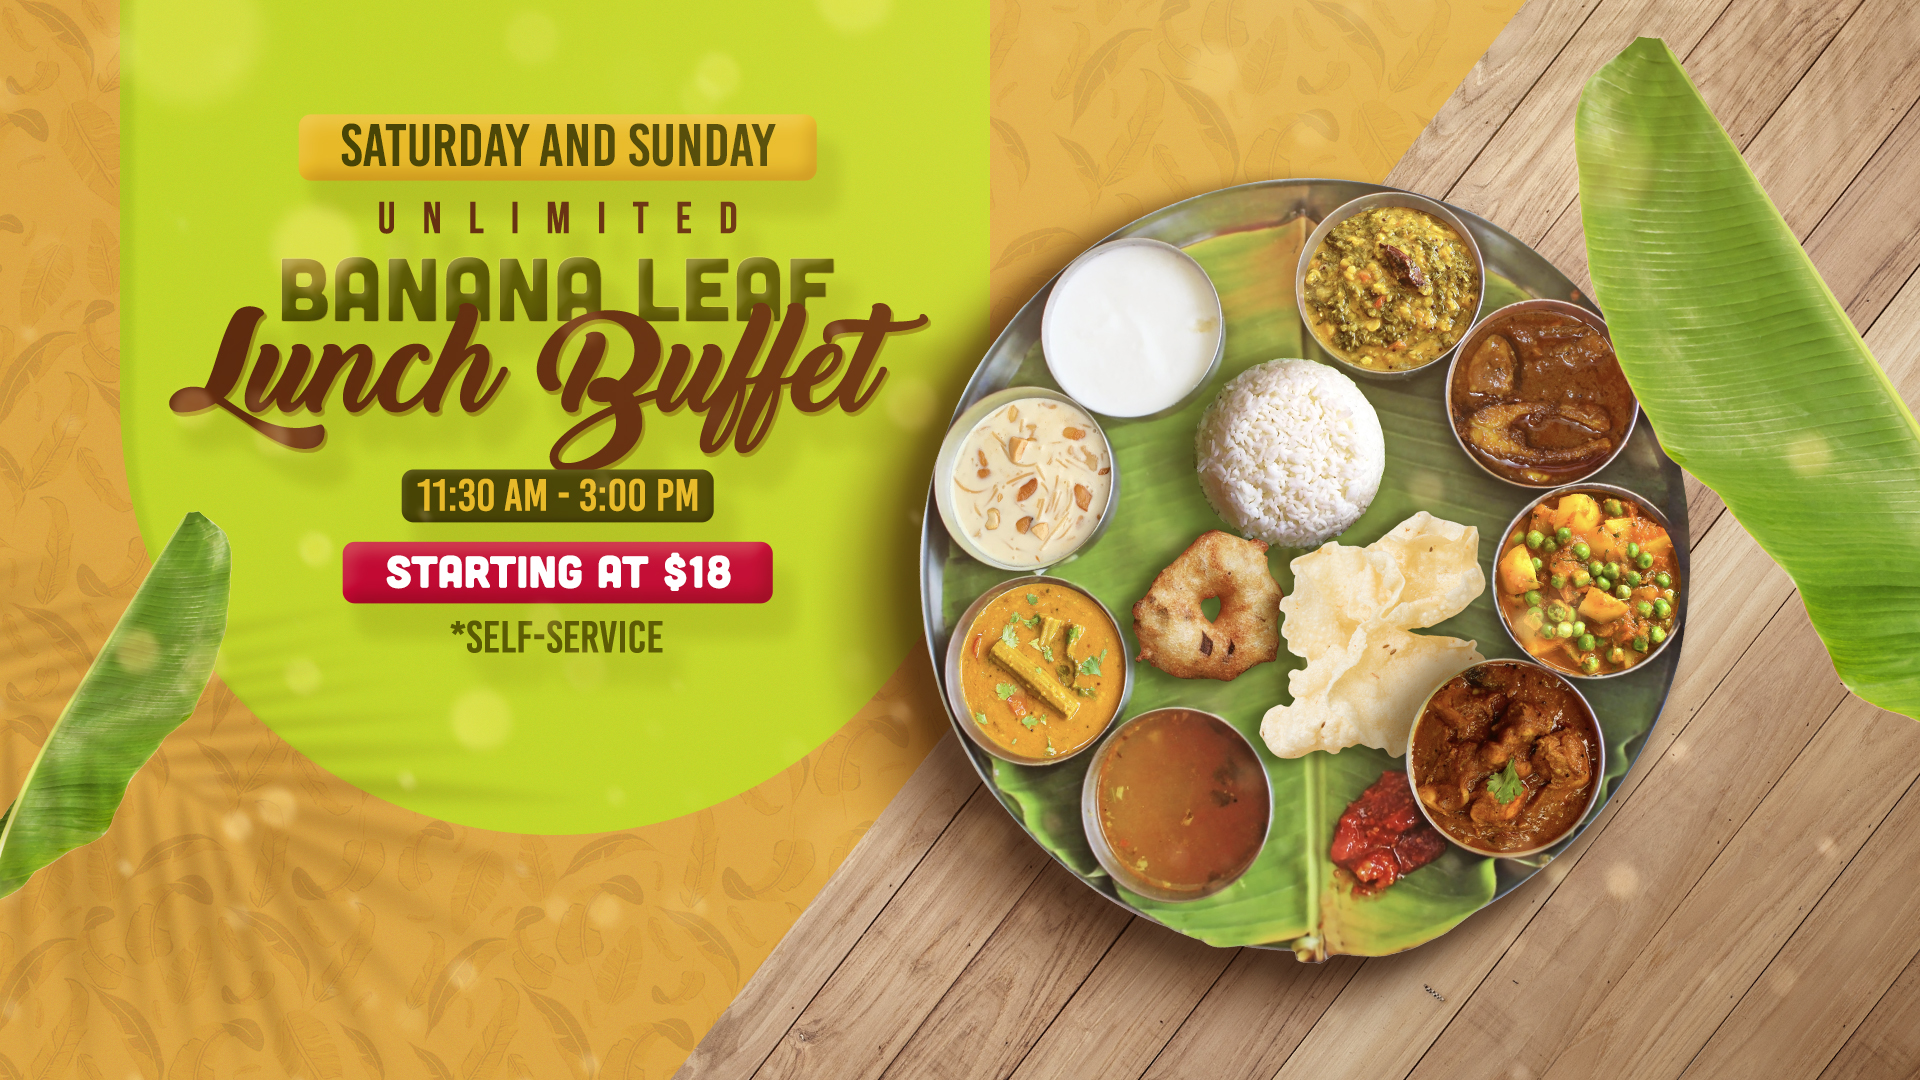 SATURDAY AND SUNDAY
UNLIMITED
BANANA LEAF
Lunch Buffet
11:30 AM - 3:00 PM
STARTING AT $18
*SELF-SERVICE